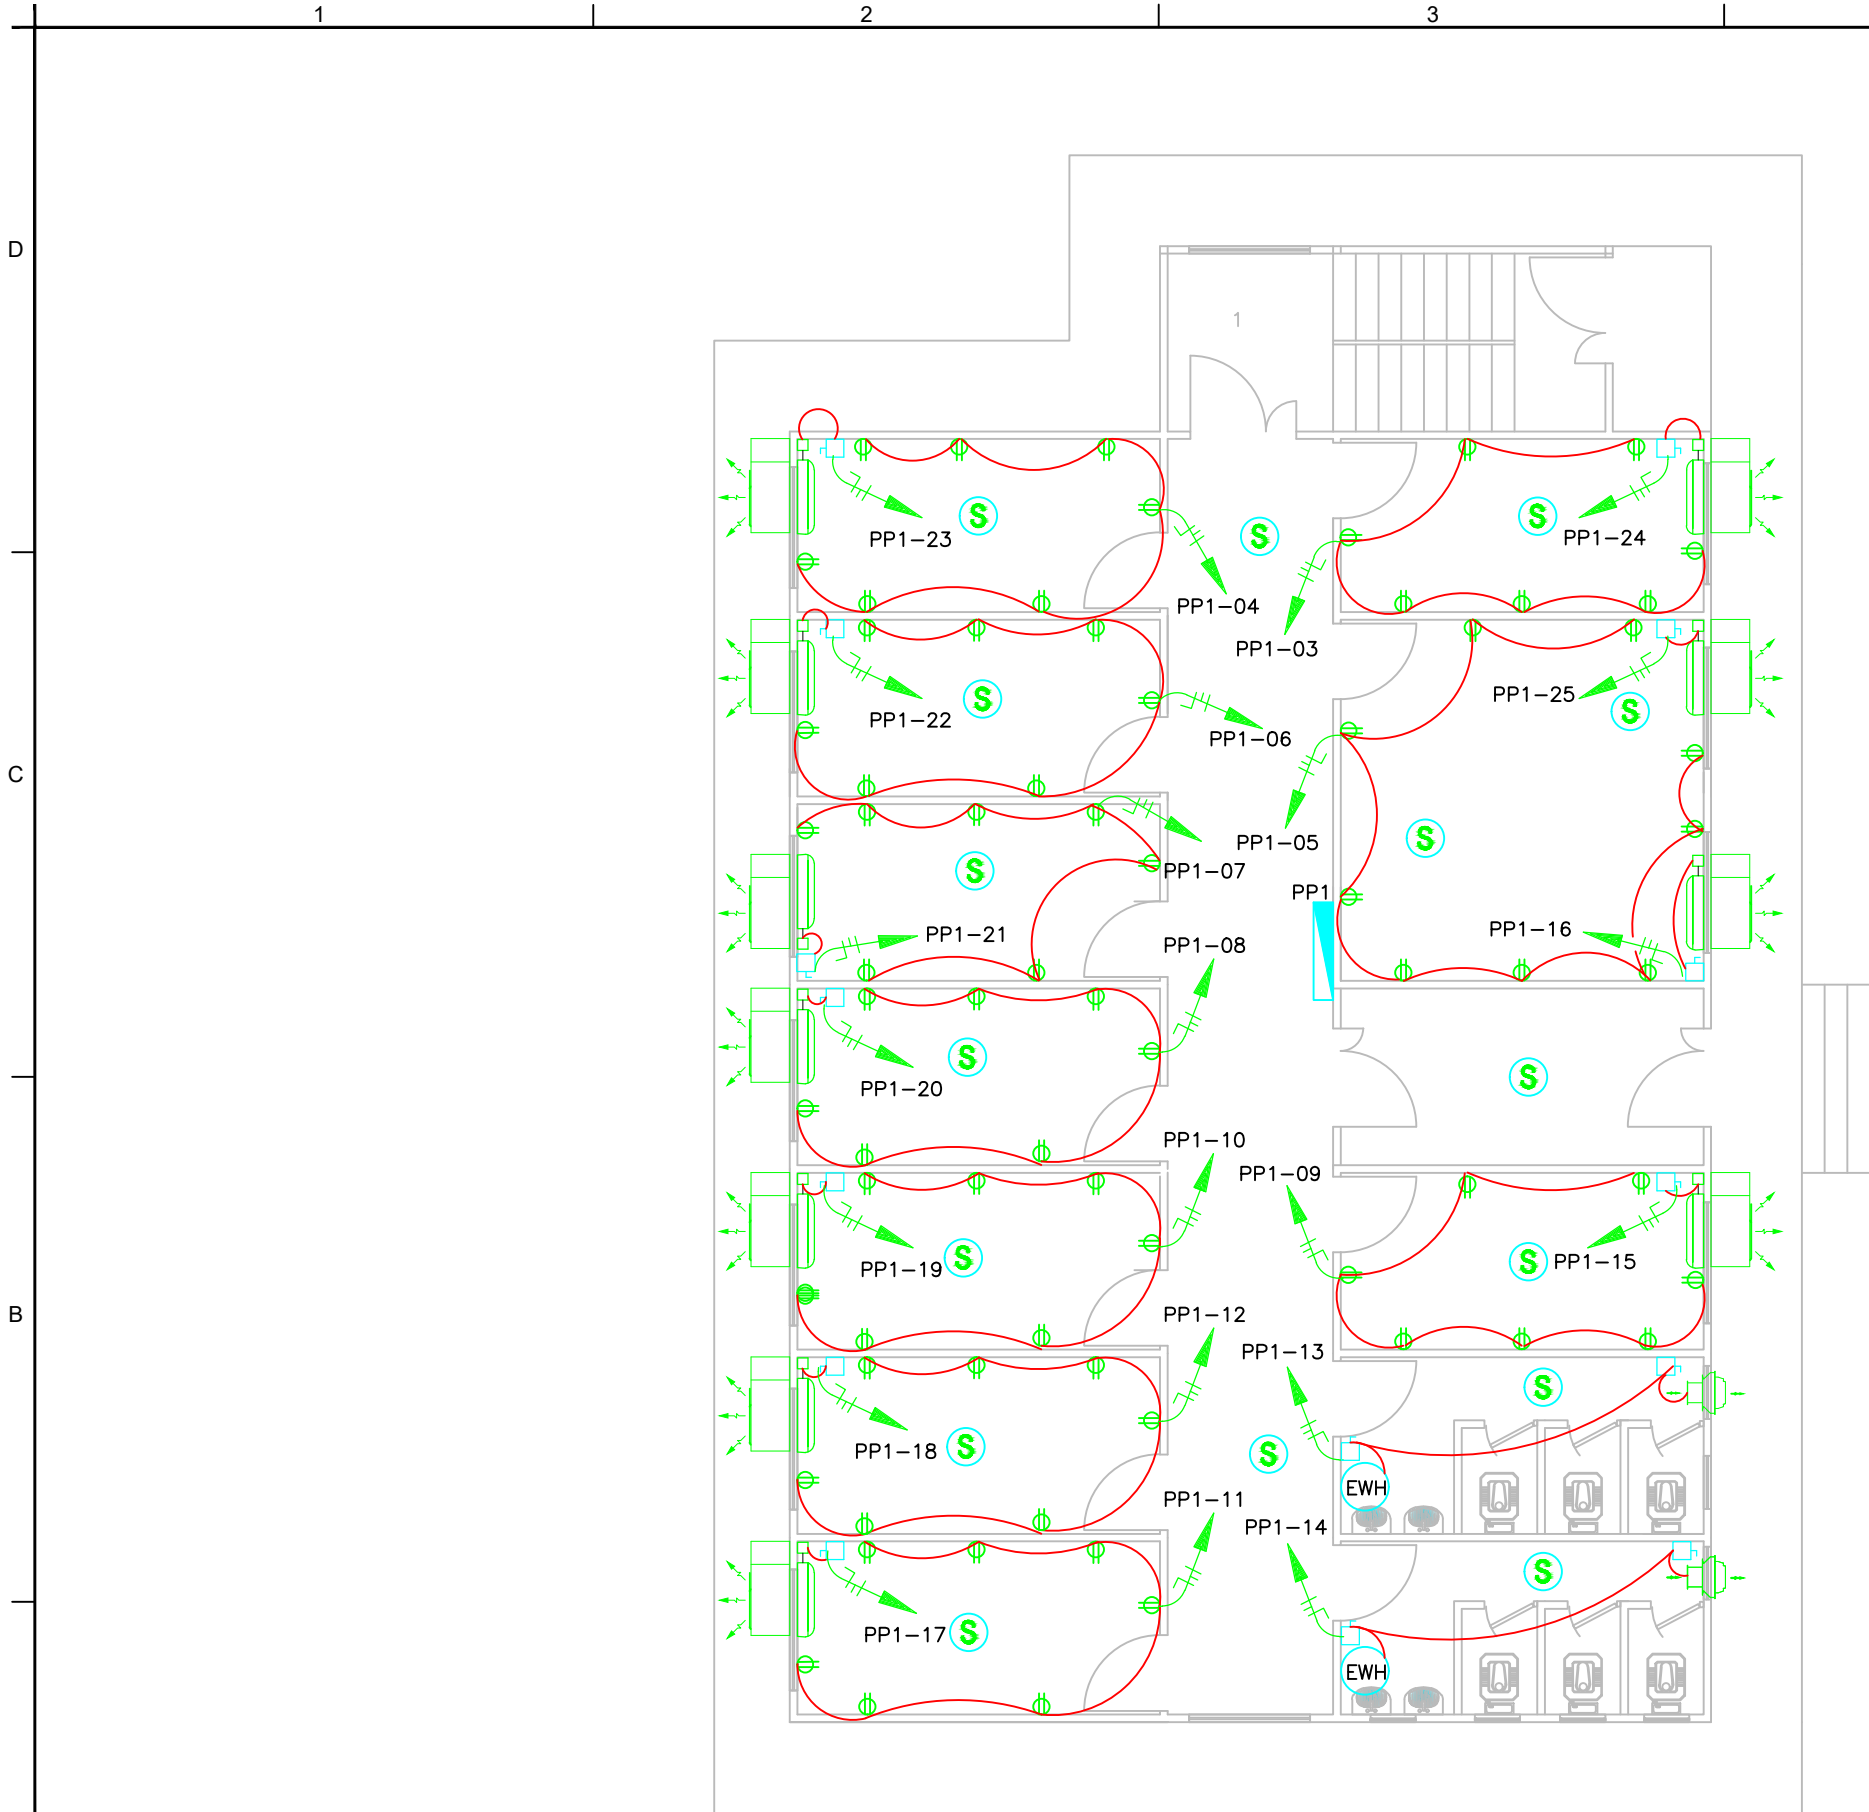 1 2 3
D
1
S S S
PP1-23 PP1-24
PP1-04
PP1-03
S S
PP1-22 PP1-25
PP1-06
C
S PP1-05
S PP1-07
PP1
PP1-21 PP1-16
PP1-08
S S
PP1-20
PP1-10
PP1-09
S S
PP1-19 PP1-15
B
PP1-12
PP1-13
S
S S
PP1-18
EWH
PP1-11
PP1-14
S
S
PP1-17
EWH